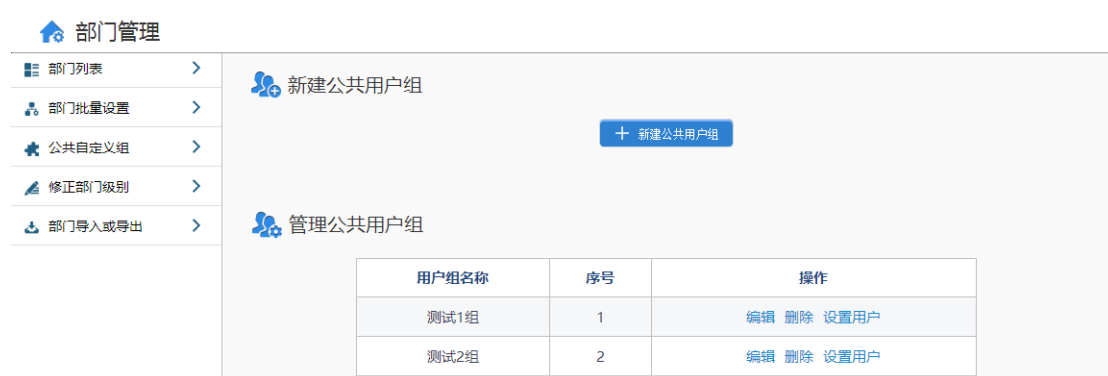 部门管理
部门列表
部门批量设置
公共自定义组
修正部门级别
部门导入或导出
新建公共用户组
新建公共用户组
管理公共用户组
用户组名称 序号 操作
测试1组 1 编辑 删除 设置用户
测试2组 2 编辑 删除 设置用户